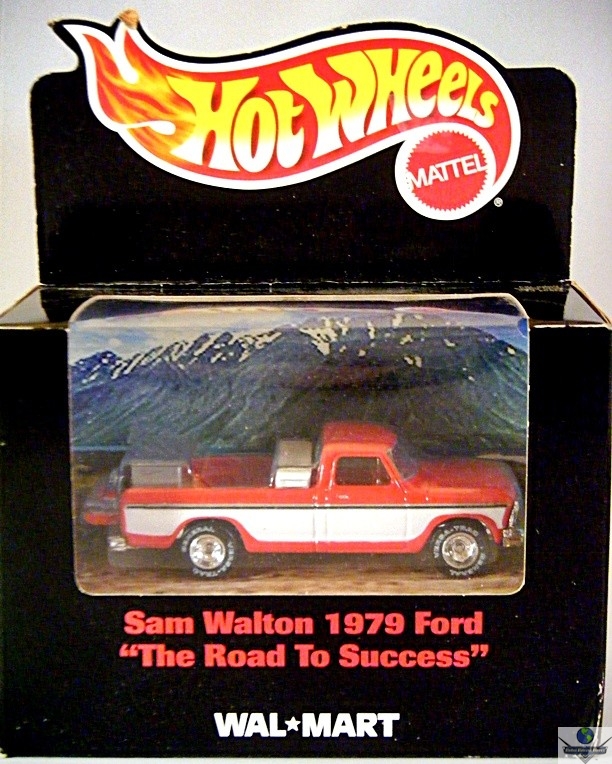 HOT WHEELS
MATTEL
®
Sam Walton 1979 Ford
“The Road To Success”
WAL★MART